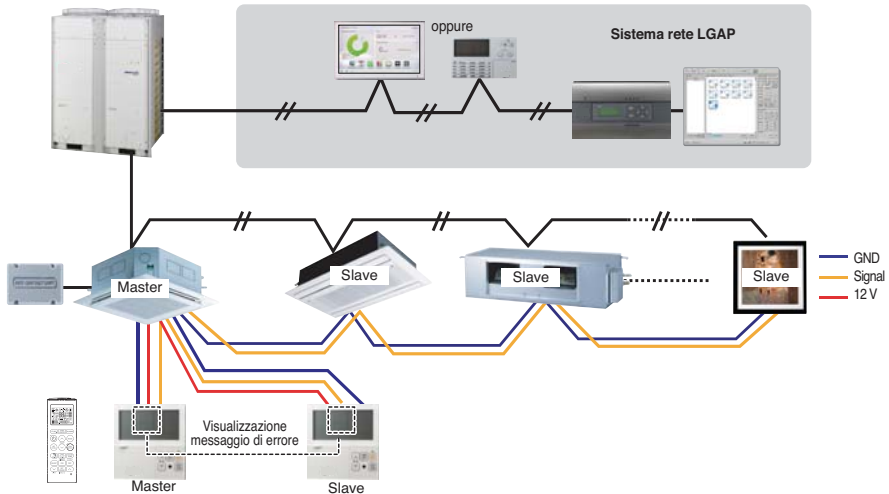 oppure
Sistema rete LGAP
Master
Slave
Slave
Slave
GND
Signal
12 V
Visualizzazione
messaggio di errore
Master
Slave